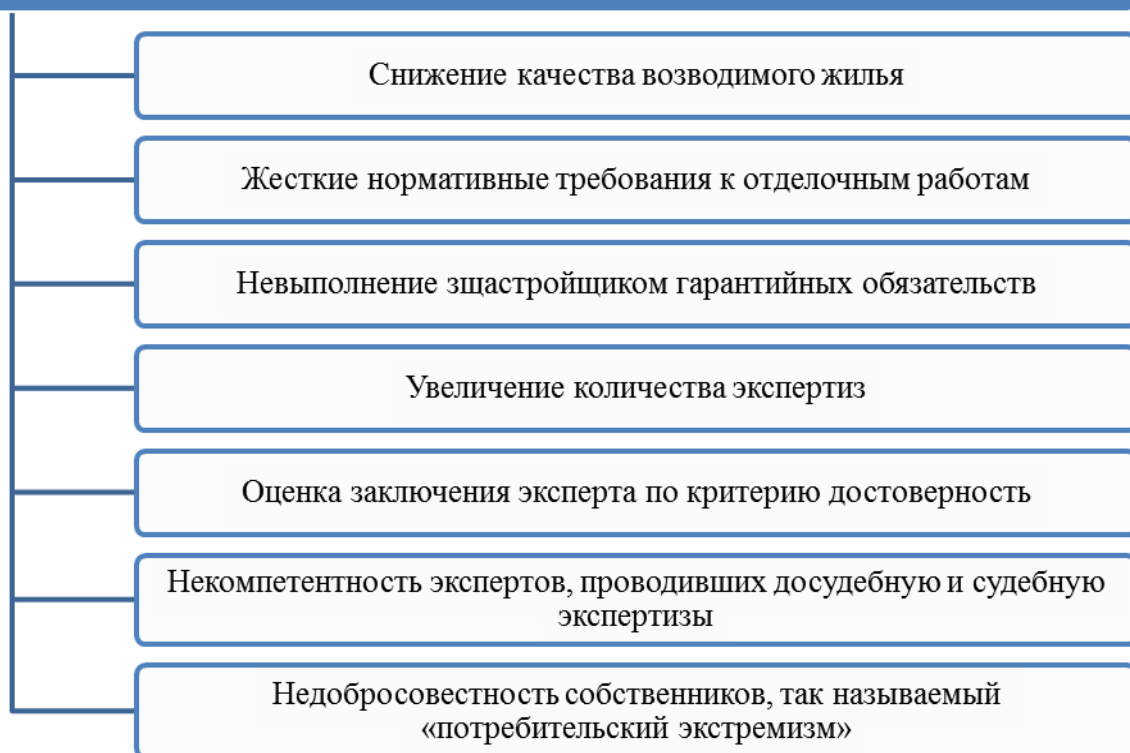 Снижение качества возводимого жилья
Жесткие нормативные требования к отделочным работам
Невыполнение зщастройщиком гарантийных обязательств
Увеличение количества экспертиз
Оценка заключения эксперта по критерию достоверность
Некомпетентность экспертов, проводивших досудебную и судебную
экспертизы
Недобросовестность собственников, так называемый
«потребительский экстремизм»